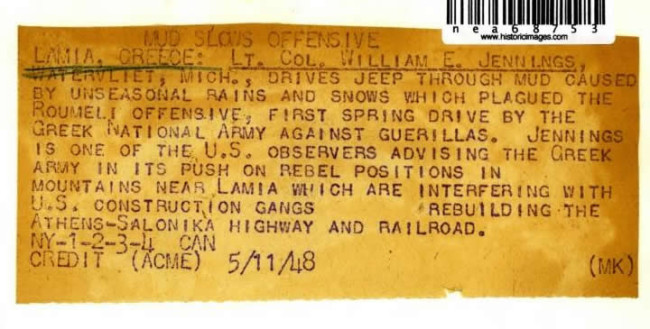 nea68753
www.historicimages.com
MUD SLOWS OFFENSIVE
LAMIA, GREECE: LT. COL. WILLIAM E. JENNINGS,
WATERVLIET, MICH., DRIVES JEEP THROUGH MUD CAUSED
BY UNSEASONAL RAINS AND SNOWS WHICH PLAGUED THE
ROUMELI OFFENSIVE, FIRST SPRING DRIVE BY THE
GREEK NATIONAL ARMY AGAINST GUERILLAS. JENNINGS
IS ONE OF THE U.S. OBSERVERS ADVISING THE GREEK
ARMY IN ITS PUSH ON REBEL POSITIONS IN
MOUNTAINS NEAR LAMIA WHICH ARE INTERFERING WITH
U.S. CONSTRUCTION GANGS REBUILDING THE
ATHENS-SALONIKA HIGHWAY AND RAILROAD.
NY-1-2-3-4 CAN
CREDIT (ACME) 5/11/48 (MK)